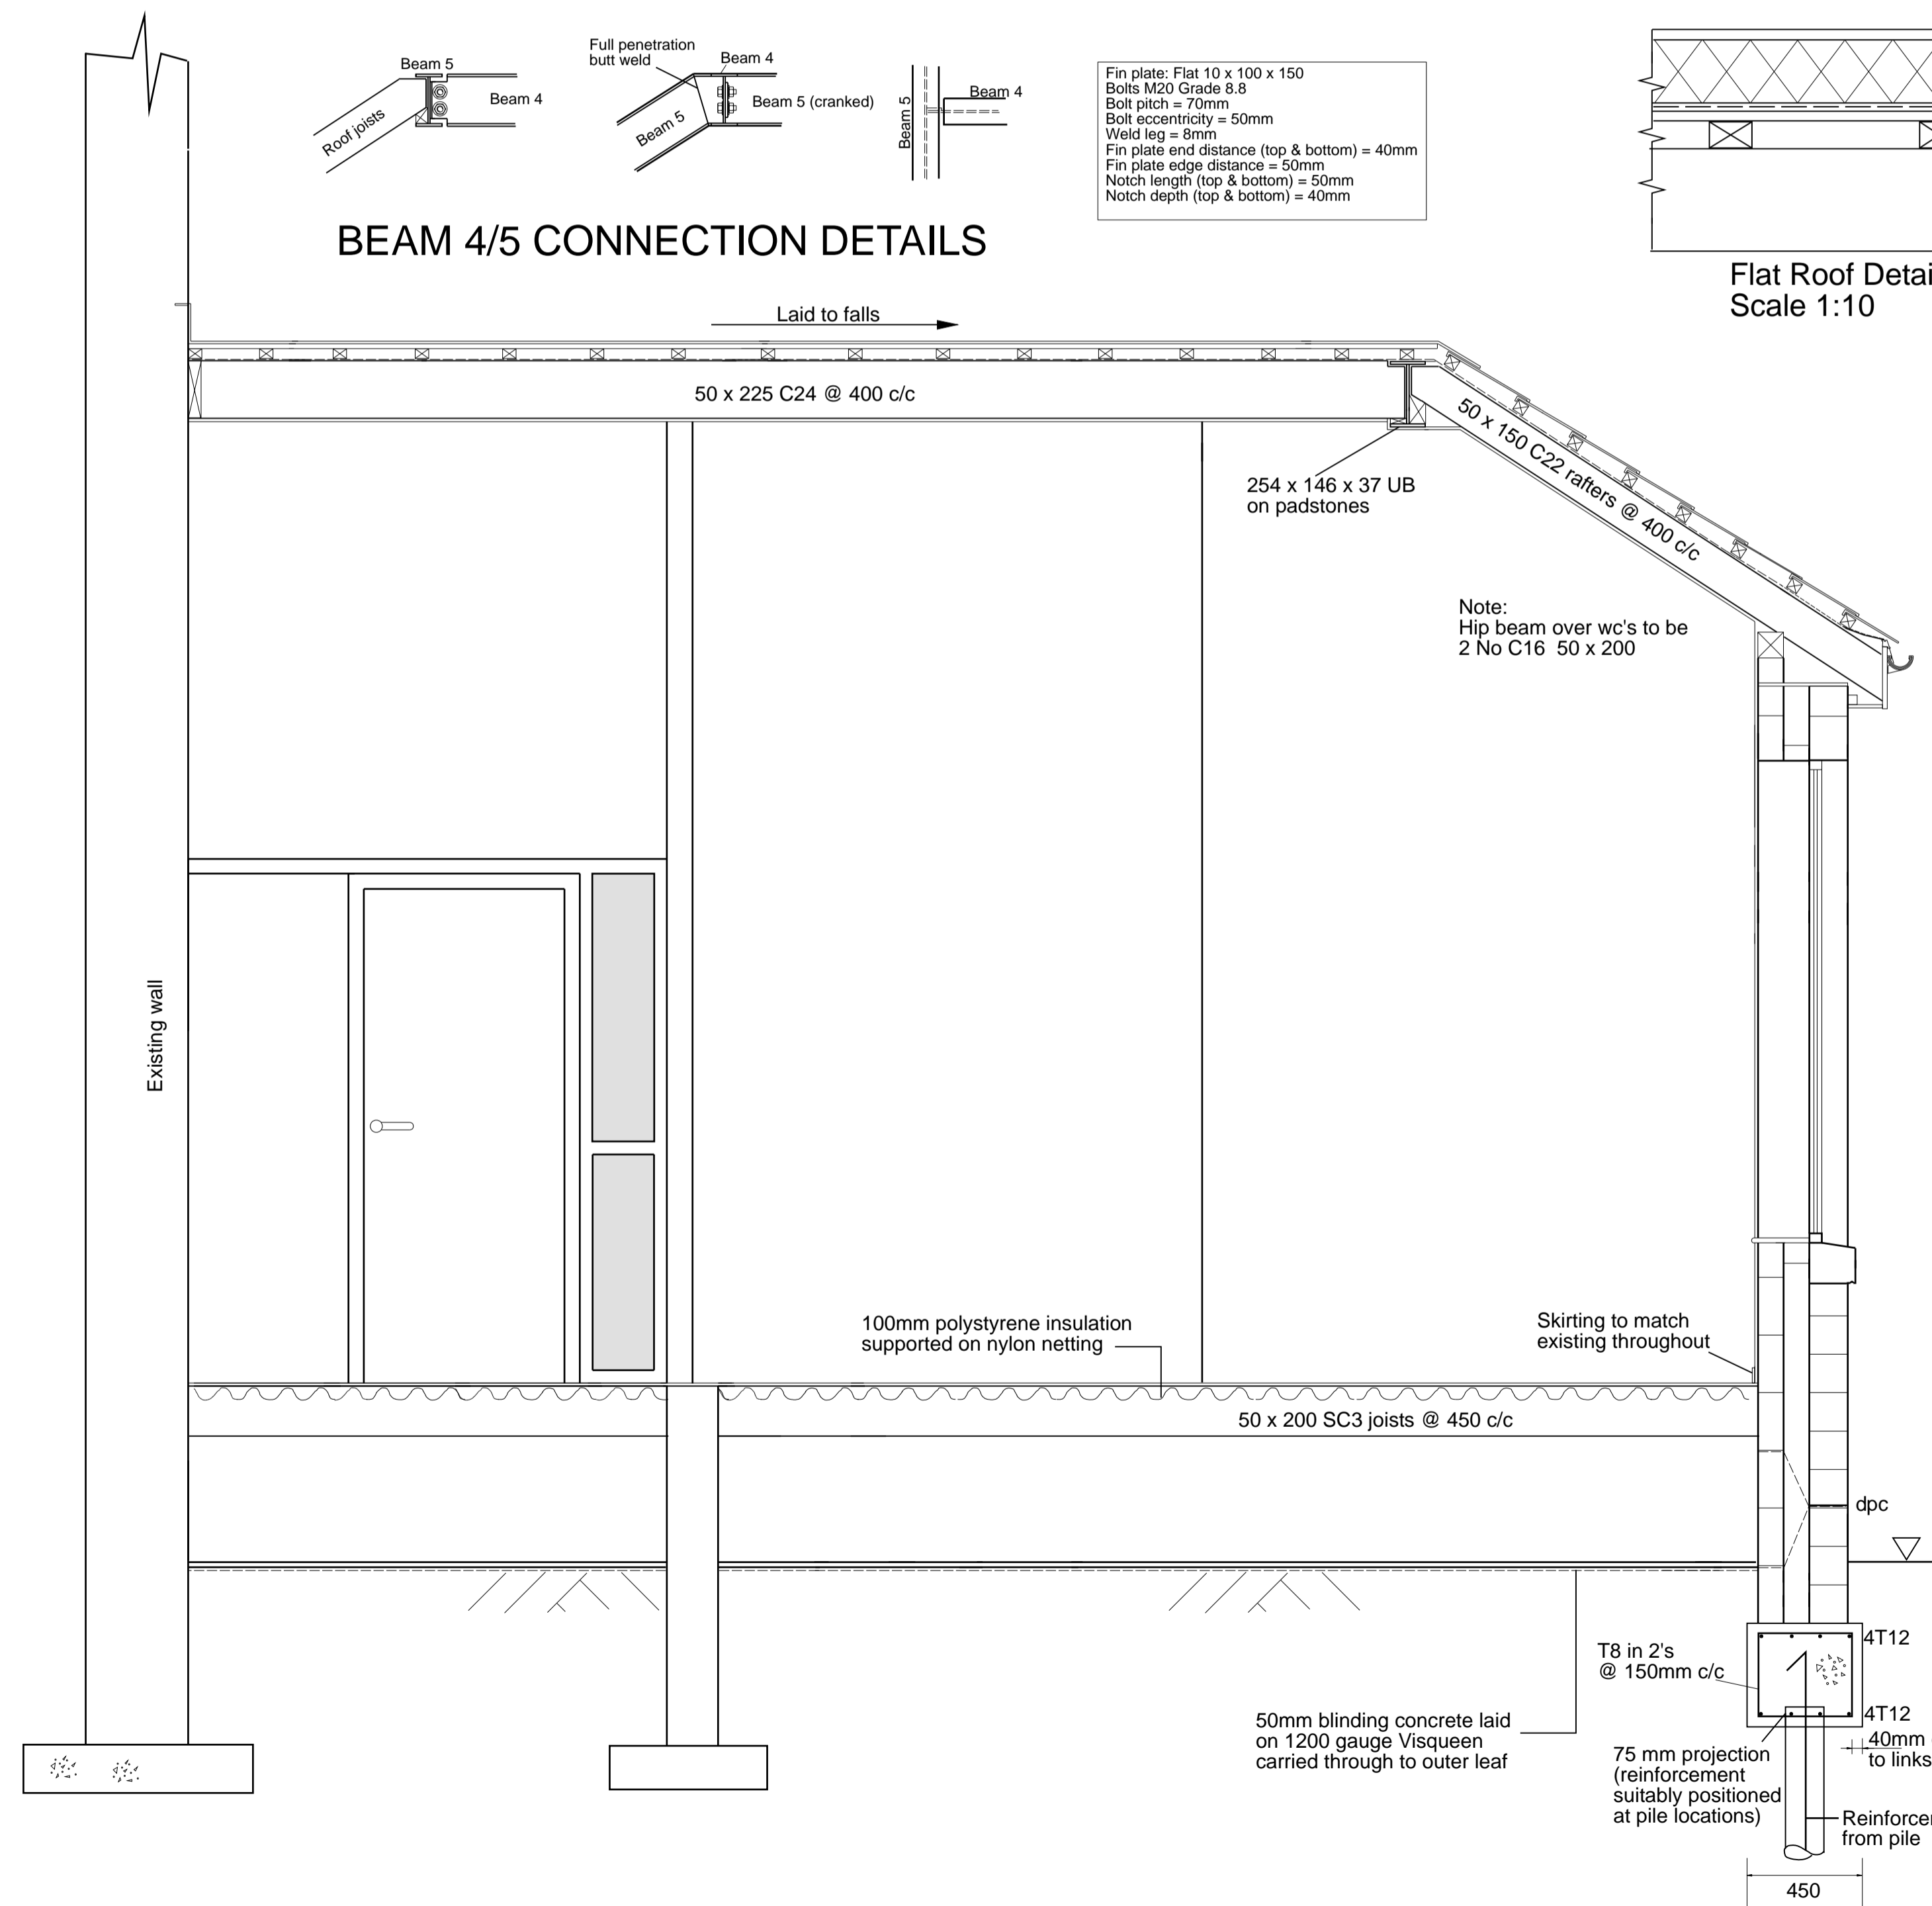 Full penetration
butt weld
Beam 5
Beam 4
Roof joists
Beam 4
Beam 5 (cranked)
Beam 5
Beam 5
Beam 4
Fin plate: Flat 10 x 100 x 150
Bolts M20 Grade 8.8
Bolt pitch = 70mm
Bolt eccentricity = 50mm
Weld leg = 8mm
Fin plate end distance (top & bottom) = 40mm
Fin plate edge distance = 50mm
Notch length (top & bottom) = 50mm
Notch depth (top & bottom) = 40mm
BEAM 4/5 CONNECTION DETAILS
Flat Roof Detai
Scale 1:10
Laid to falls
50 x 225 C24 @ 400 c/c
50 x 150 C22 rafters @ 400 c/c
254 x 146 x 37 UB
on padstones
Note:
Hip beam over wc's to be
2 No C16 50 x 200
Existing wall
100mm polystyrene insulation
supported on nylon netting
Skirting to match
existing throughout
50 x 200 SC3 joists @ 450 c/c
dpc
T8 in 2's
@ 150mm c/c
4T12
4T12
40mm
to links
50mm blinding concrete laid
on 1200 gauge Visqueen
carried through to outer leaf
75 mm projection
(reinforcement
suitably positioned
at pile locations)
Reinforce
from pile
450